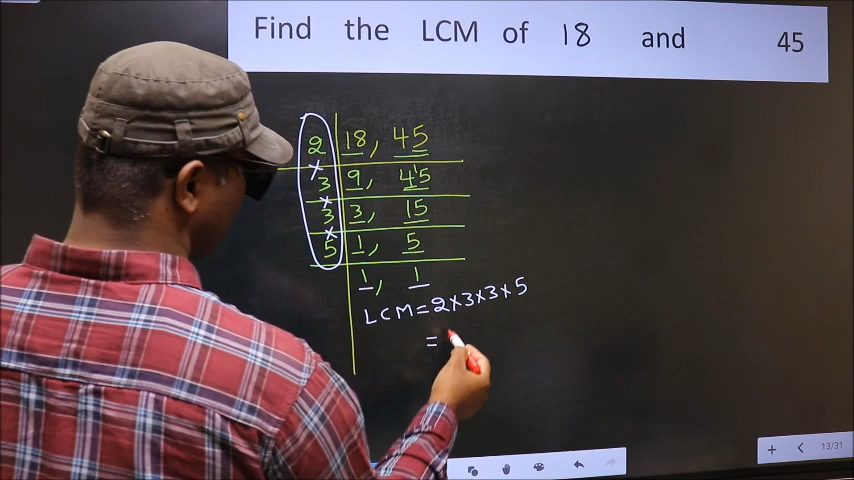 Find the LCM of 18 and 45
2 18, 45
3 9, 45
3 3, 15
5 1, 5
1, 1
LCM = 2 × 3 × 3 × 5
=
13/31